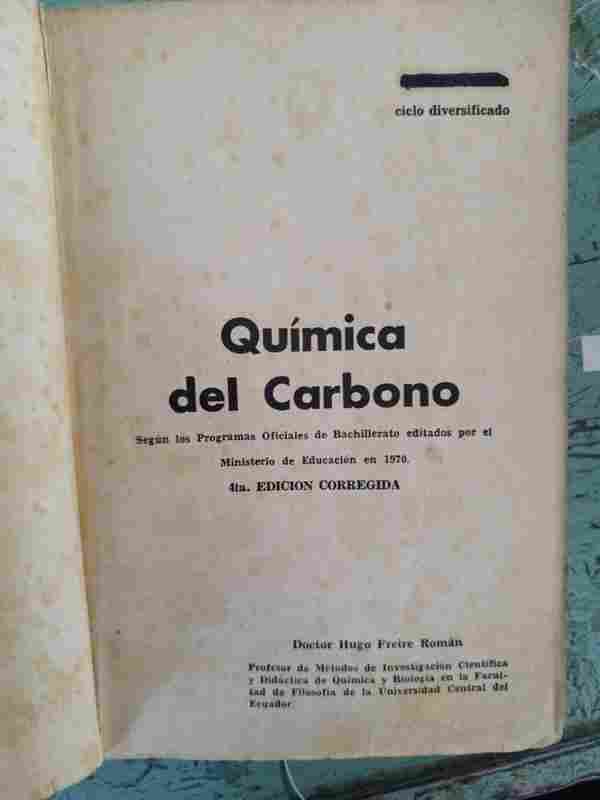 ciclo diversificado
Química
del Carbono
Según los Programas Oficiales de Bachillerato editados por el
Ministerio de Educación en 1970.
4ta. EDICION CORREGIDA
Doctor Hugo Freire Román
Profesor de Métodos de Investigación Científica
y Didáctica de Química y Biología en la Facul-
tad de Filosofía de la Universidad Central del
Ecuador